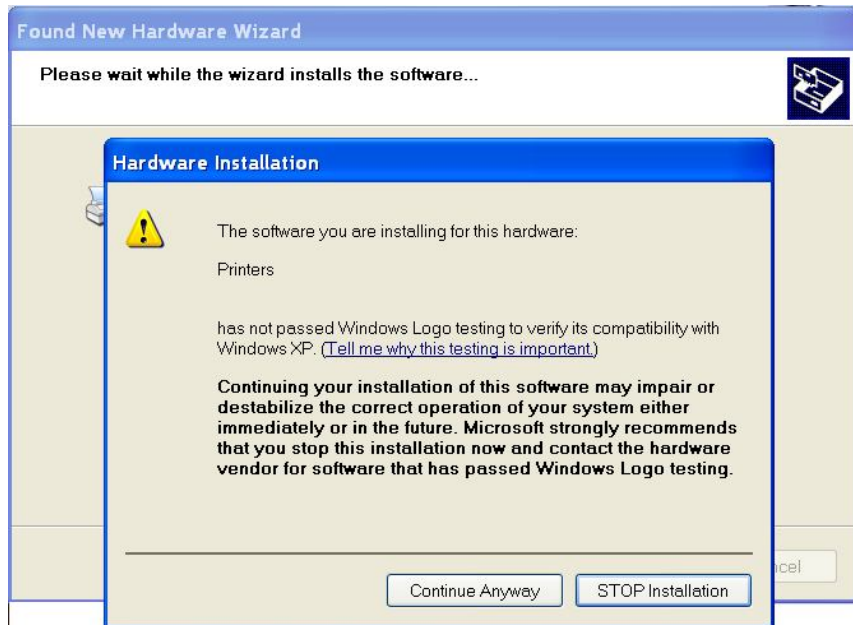 Found New Hardware Wizard
Please wait while the wizard installs the software...
Hardware Installation
The software you are installing for this hardware:
Printers
has not passed Windows Logo testing to verify its compatibility with
Windows XP. (Tell me why this testing is important.)
Continuing your installation of this software may impair or
destabilize the correct operation of your system either
immediately or in the future. Microsoft strongly recommends
that you stop this installation now and contact the hardware
vendor for software that has passed Windows Logo testing.
Continue Anyway
STOP Installation